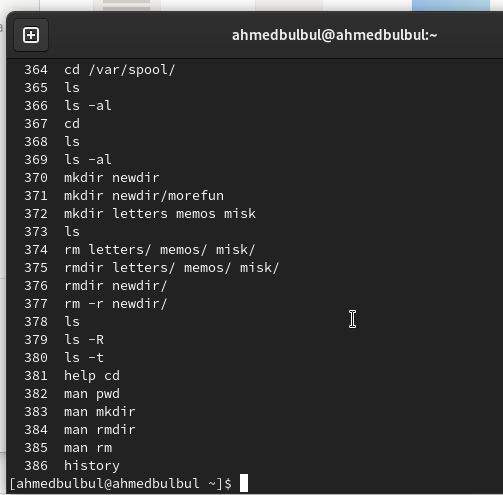 ahmedbulbul@ahmedbulbul:~
364 cd /var/spool/
365 ls
366 ls -al
367 cd
368 ls
369 ls -al
370 mkdir newdir
371 mkdir newdir/morefun
372 mkdir letters memos misk
373 ls
374 rm letters/ memos/ misk/
375 rmdir letters/ memos/ misk/
376 rmdir newdir/
377 rm -r newdir/
378 ls
379 ls -R
380 ls -t
381 help cd
382 man pwd
383 man mkdir
384 man rmdir
385 man rm
386 history
[ahmedbulbul@ahmedbulbul ~]$